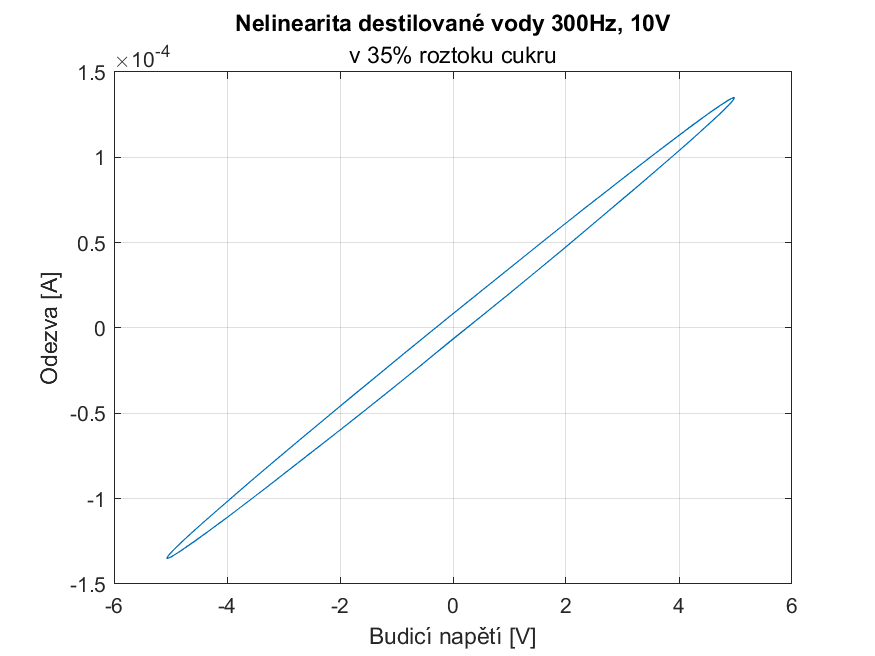 Nelinearita destilované vody 300Hz, 10V
v 35% roztoku cukru
×10-4
1.5
1
0.5
0
-0.5
-1
-1.5
Odezva [A]
-6 -4 -2 0 2 4 6
Budicí napětí [V]